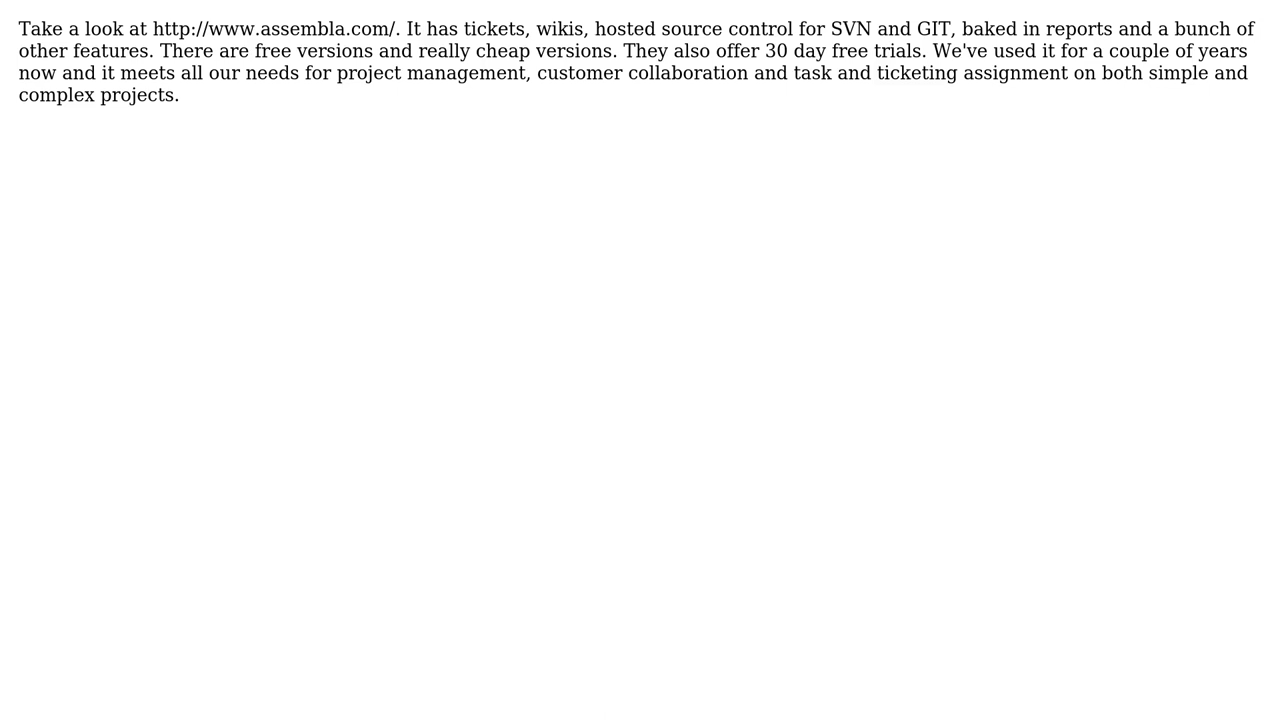 Take a look at http://www.assembla.com/. It has tickets, wikis, hosted source control for SVN and GIT, baked in reports and a bunch of
other features. There are free versions and really cheap versions. They also offer 30 day free trials. We've used it for a couple of years
now and it meets all our needs for project management, customer collaboration and task and ticketing assignment on both simple and
complex projects.